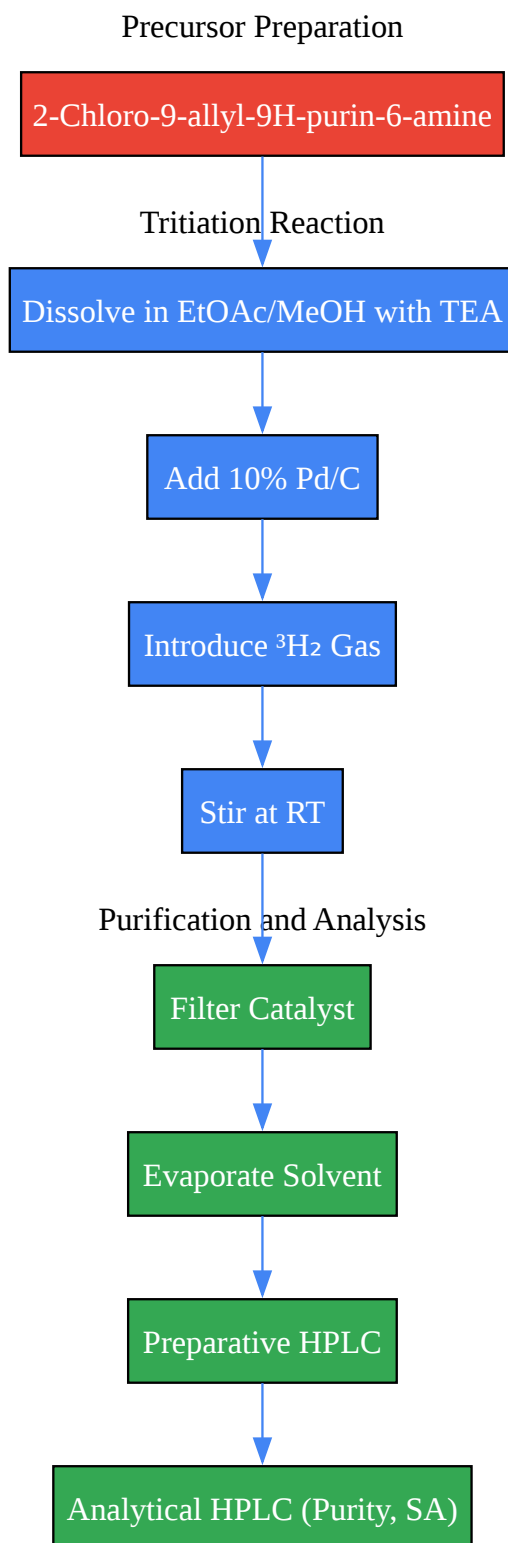 Precursor Preparation
2-Chloro-9-allyl-9H-purin-6-amine
Tritiation Reaction
Dissolve in EtOAc/MeOH with TEA
Add 10% Pd/C
Introduce ³H₂ Gas
Stir at RT
Purification and Analysis
Filter Catalyst
Evaporate Solvent
Preparative HPLC
Analytical HPLC (Purity, SA)